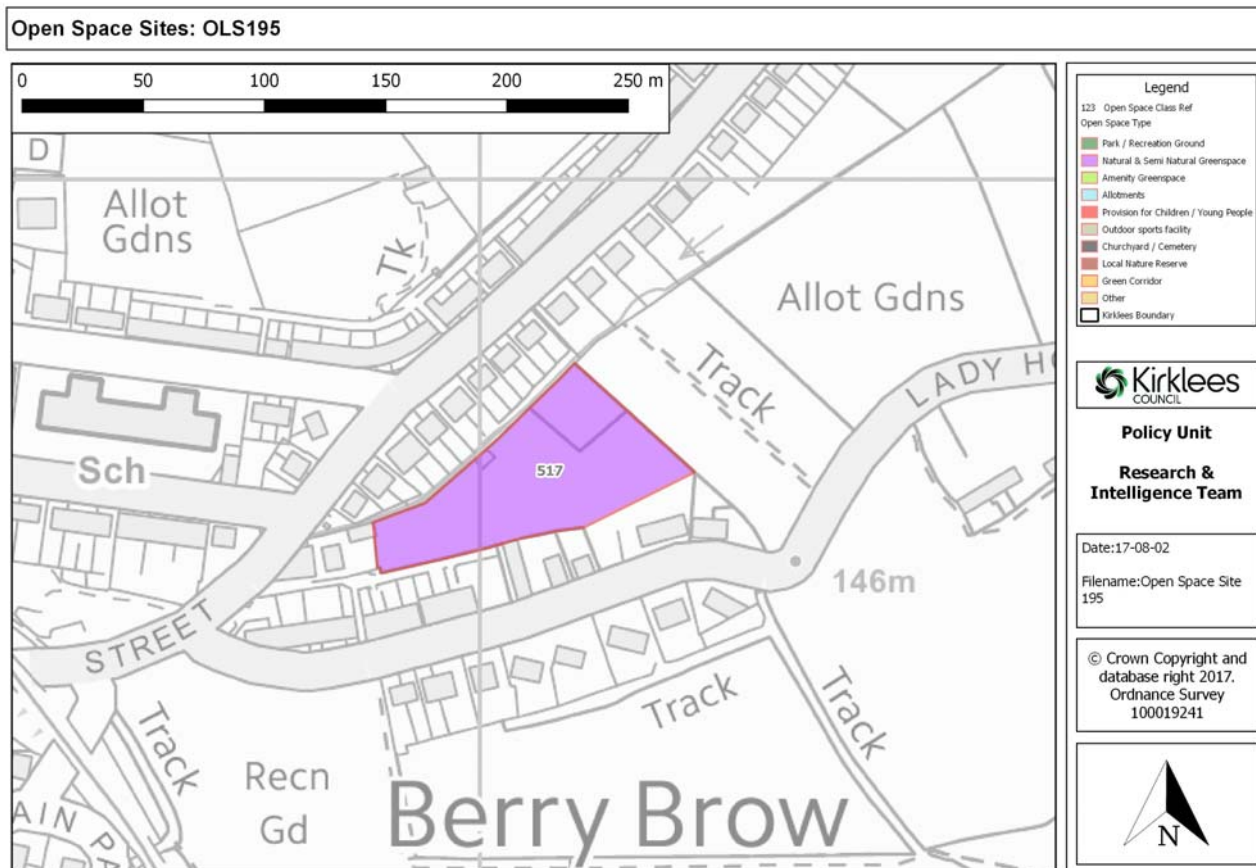 Open Space Sites: OLS195
0 50 100 150 200 250 m
D
Allot
Gdns
Tk
Allot Gdns
Track
LADY HO
Sch
517
146m
STREET
Track
Track
Track
Recn
Gd
AIN PA
Berry Brow
Legend
123 Open Space Class Ref
Open Space Type
Park / Recreation Ground
Natural & Semi Natural Greenspace
Amenity Greenspace
Allotments
Provision for Children / Young People
Outdoor sports facility
Churchyard / Cemetery
Local Nature Reserve
Green Corridor
Other
Kirklees Boundary
Kirklees
COUNCIL
Policy Unit
Research &
Intelligence Team
Date:17-08-02
Filename:Open Space Site
195
© Crown Copyright and
database right 2017.
Ordnance Survey
100019241
N